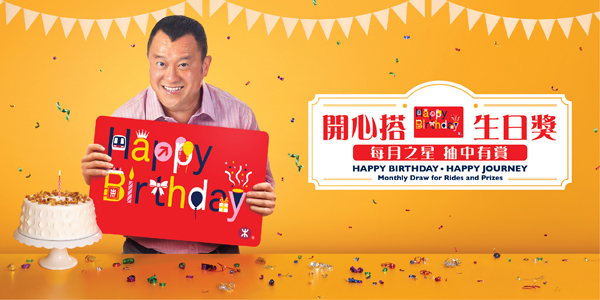 Happy
Birthday
開心搭 Happy Birthday 生日獎
每月之星 抽中有賞
HAPPY BIRTHDAY • HAPPY JOURNEY
Monthly Draw for Rides and Prizes